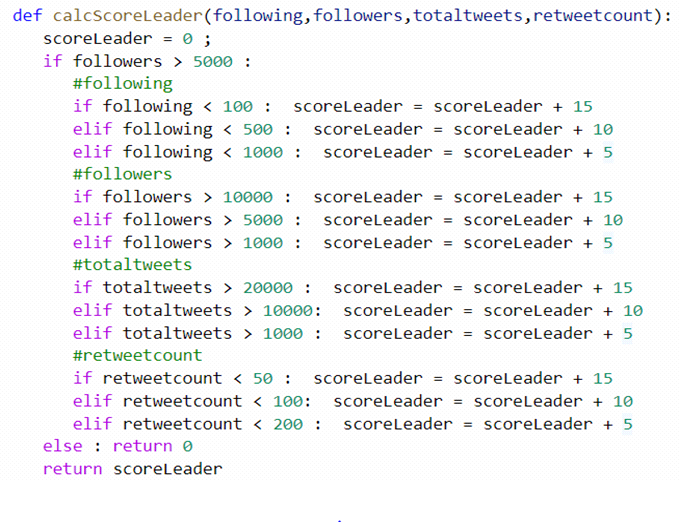 def calcScoreLeader(following,followers,totaltweets,retweetcount):
   scoreLeader = 0 ;
   if followers > 5000 :
      #following
      if following < 100 :  scoreLeader = scoreLeader + 15
      elif following < 500 :  scoreLeader = scoreLeader + 10
      elif following < 1000 :  scoreLeader = scoreLeader + 5
      #followers
      if followers > 10000 :  scoreLeader = scoreLeader + 15
      elif followers > 5000 :  scoreLeader = scoreLeader + 10
      elif followers > 1000 :  scoreLeader = scoreLeader + 5
      #totaltweets
      if totaltweets > 20000 :  scoreLeader = scoreLeader + 15
      elif totaltweets > 10000:  scoreLeader = scoreLeader + 10
      elif totaltweets > 1000 :  scoreLeader = scoreLeader + 5
      #retweetcount
      if retweetcount < 50 :  scoreLeader = scoreLeader + 15
      elif retweetcount < 100:  scoreLeader = scoreLeader + 10
      elif retweetcount < 200 :  scoreLeader = scoreLeader + 5
   else : return 0
   return scoreLeader